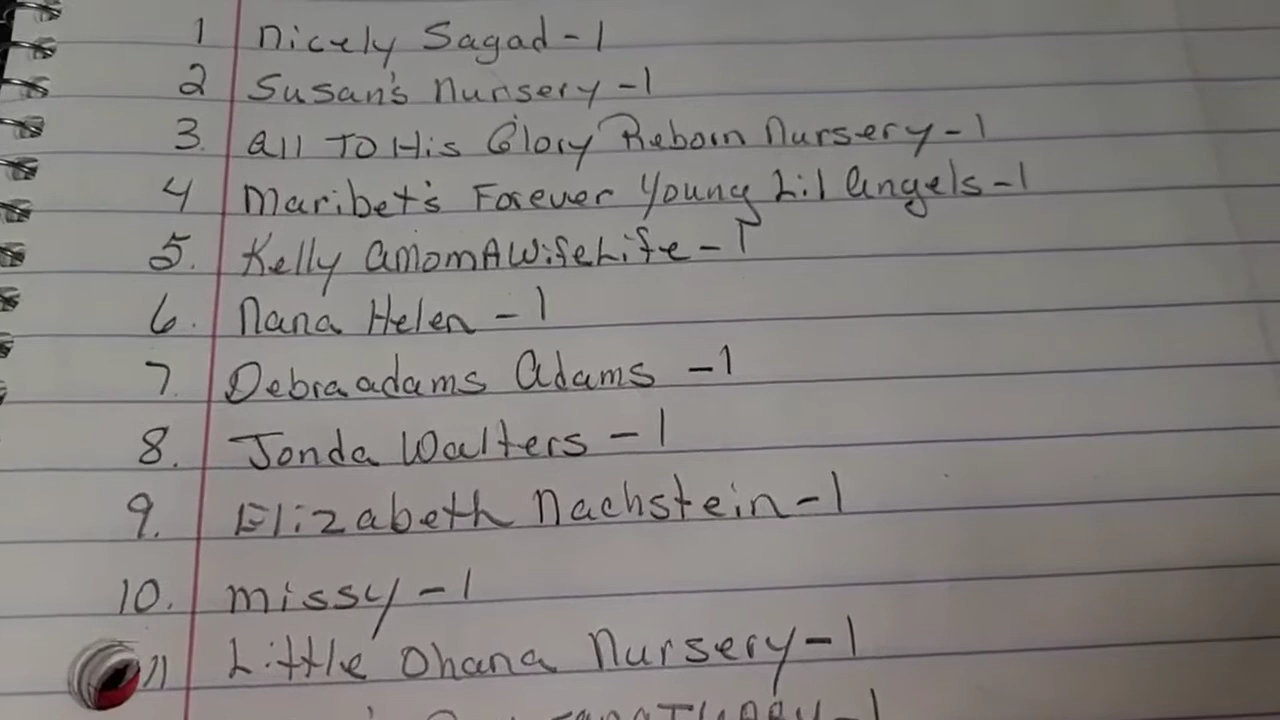 1 Nicely Sagad-1
2 Susan's Nursery-1
3. All To His Glory Reborn Nursery-1
4 Maribet's Forever Young Lil Angels-1
5. Kelly AMomAWifeLife-1
6. Nana Helen-1
7. Debraadams Adams-1
8. Jonda Walters-1
9. Elizabeth Nachstein-1
10. Missy-1
11 Little Ohana Nursery-1